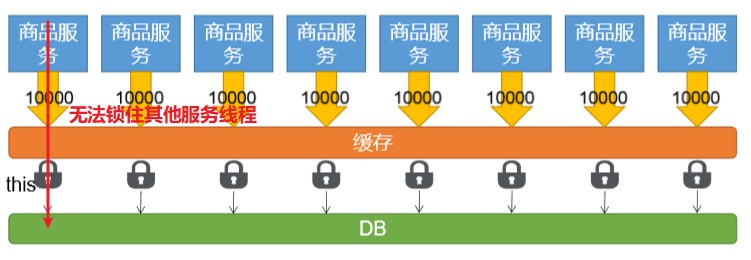 商品服务 商品服务 商品服务 商品服务 商品服务 商品服务 商品服务 商品服务
10000 10000 10000 10000 10000 10000 10000 10000
无法锁住其他服务线程
缓存
this
DB